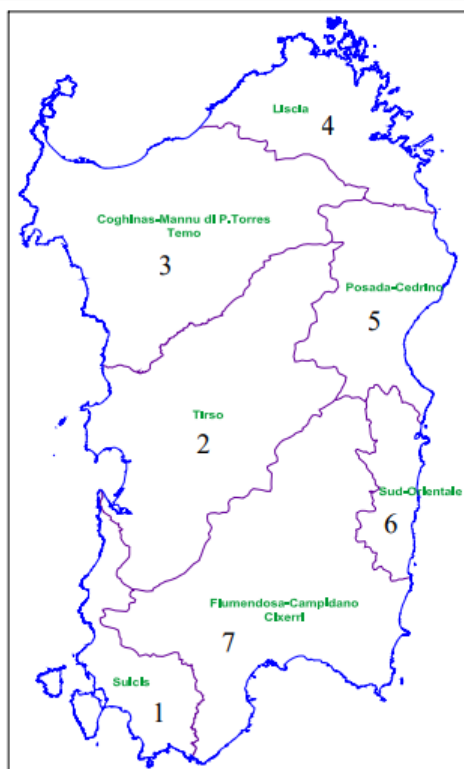 Liscia
4
Coghinas-Mannu di P.Torres
Temo
3
Posada-Cedrino
5
Tirso
2
Sud-Orientale
6
Flumendosa-Campidano
Cixerri
7
Sulcis
1